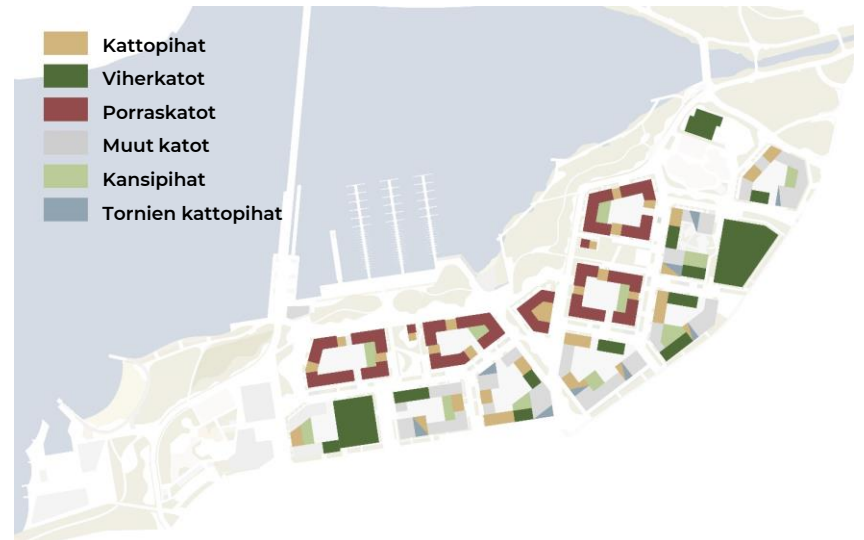 Kattopihat
Viherkatot
Porraskatot
Muut katot
Kansipihat
Tornien kattopihat